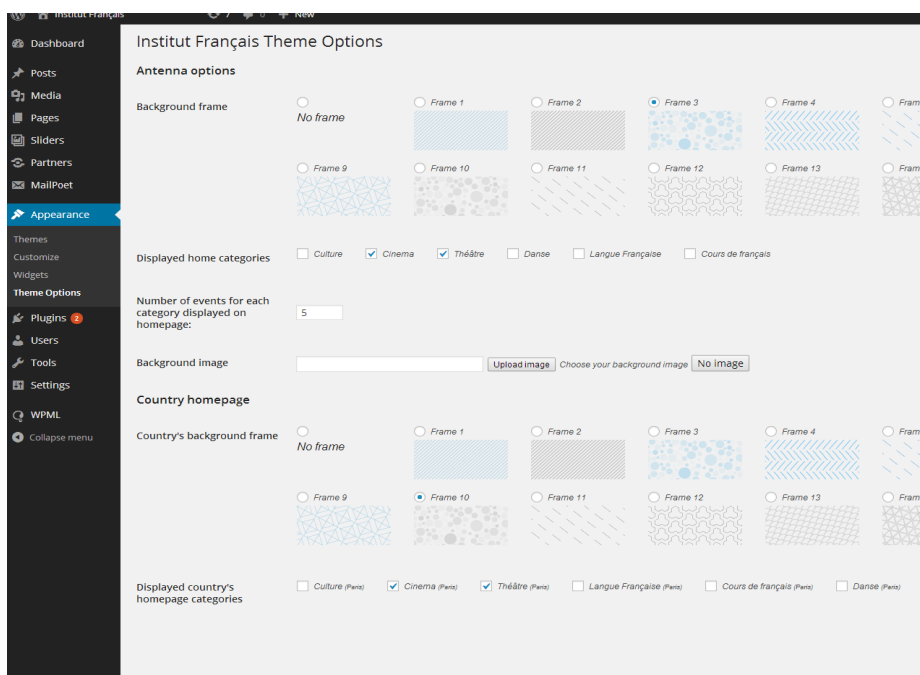 Institut Français 7 0 New
Dashboard
Posts
Media
Pages
Sliders
Partners
MailPoet
Appearance
Themes
Customize
Widgets
Theme Options
Plugins 2
Users
Tools
Settings
WPML
Collapse menu
Institut Français Theme Options
Antenna options
Background frame
No frame
Frame 1 Frame 2 Frame 3 Frame 4
Frame 9 Frame 10 Frame 11 Frame 12 Frame 13
Displayed home categories Culture Cinema Théâtre Danse Langue Française Cours de français
Number of events for each
category displayed on
homepage:
5
Background image Upload image Choose your background image No image
Country homepage
Country's background frame
No frame
Frame 1 Frame 2 Frame 3 Frame 4
Frame 9 Frame 10 Frame 11 Frame 12 Frame 13
Displayed country's
homepage categories
Culture (Paris) Cinema (Paris) Théâtre (Paris) Langue Française (Paris) Cours de français (Paris) Danse (Paris)